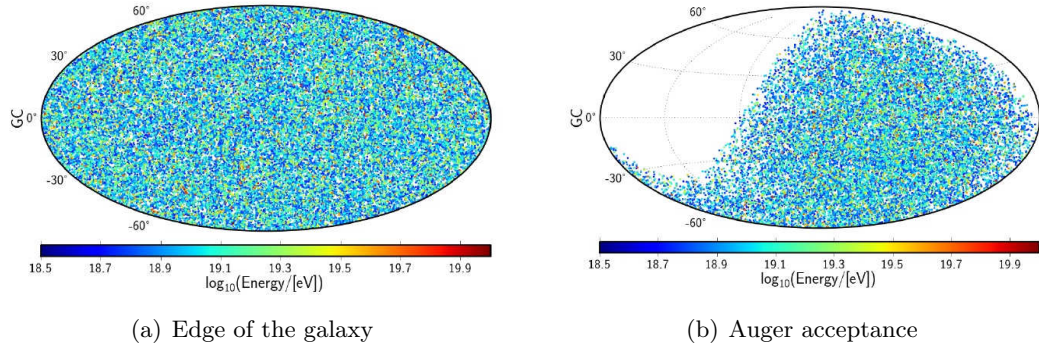 60°
30°
GC
0°
-30°
-60°
18.5 18.7 18.9 19.1 19.3 19.5 19.7 19.9
log₁₀(Energy/[eV])
(a) Edge of the galaxy
60°
30°
GC
0°
-30°
-60°
18.5 18.7 18.9 19.1 19.3 19.5 19.7 19.9
log₁₀(Energy/[eV])
(b) Auger acceptance